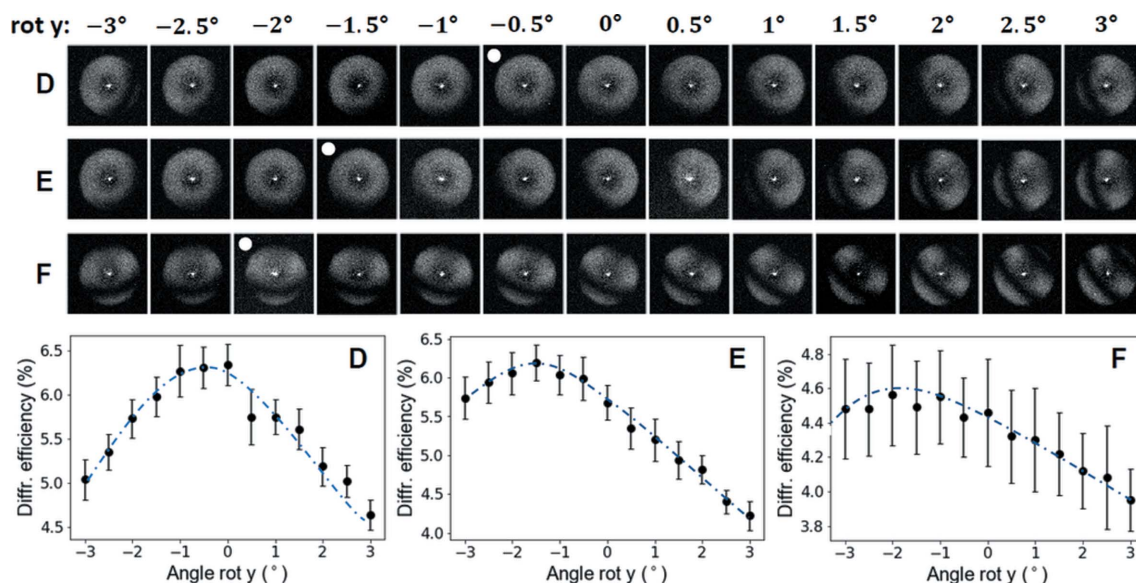 rot y: −3° −2.5° −2° −1.5° −1° −0.5° 0° 0.5° 1° 1.5° 2° 2.5° 3°
D
E
F
D
6.5
6.0
5.5
5.0
4.5
Diffr. efficiency (%)
−3 −2 −1 0 1 2 3
Angle rot y (°)
E
6.5
6.0
5.5
5.0
4.5
4.0
Diffr. efficiency (%)
−3 −2 −1 0 1 2 3
Angle rot y (°)
F
4.8
4.6
4.4
4.2
4.0
3.8
Diffr. efficiency (%)
−3 −2 −1 0 1 2 3
Angle rot y (°)